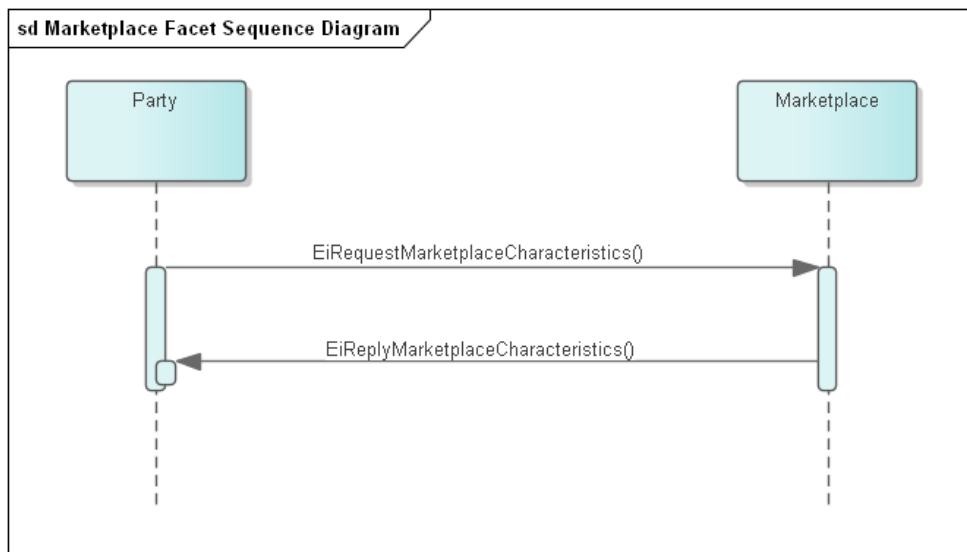 sd Marketplace Facet Sequence Diagram
Party
Marketplace
EiRequestMarketplaceCharacteristics()
EiReplyMarketplaceCharacteristics()